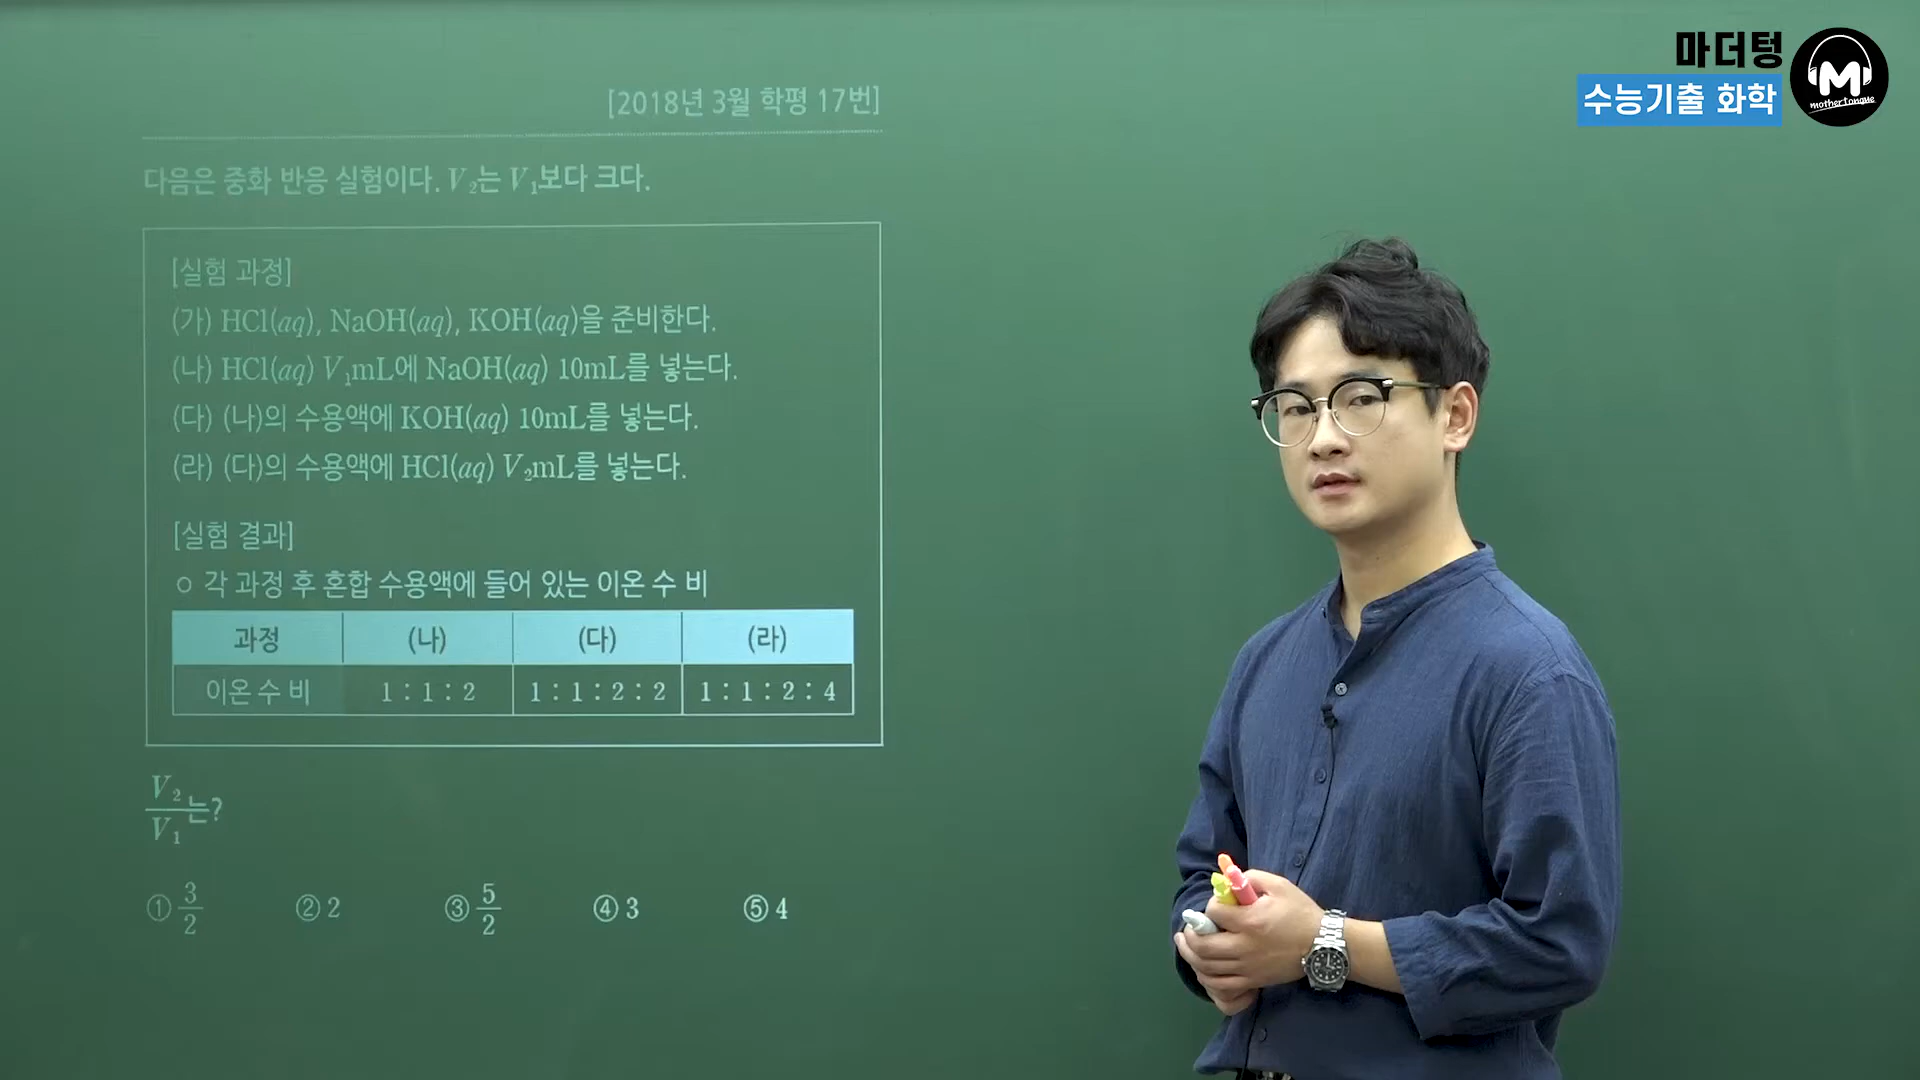 마더텅
수능기출 화학
mothertongue
[2018년 3월 학평 17번]
다음은 중화 반응 실험이다. V₂는 V₁보다 크다.
[실험 과정]
(가) HCl(aq), NaOH(aq), KOH(aq)을 준비한다.
(나) HCl(aq) V₁mL에 NaOH(aq) 10mL를 넣는다.
(다) (나)의 수용액에 KOH(aq) 10mL를 넣는다.
(라) (다)의 수용액에 HCl(aq) V₂mL를 넣는다.
[실험 결과]
○ 각 과정 후 혼합 수용액에 들어 있는 이온 수 비
과정 (나) (다) (라)
이온 수 비 1 : 1 : 2 1 : 1 : 2 : 2 1 : 1 : 2 : 4
V₂/V₁는?
① 3/2 ② 2 ③ 5/2 ④ 3 ⑤ 4